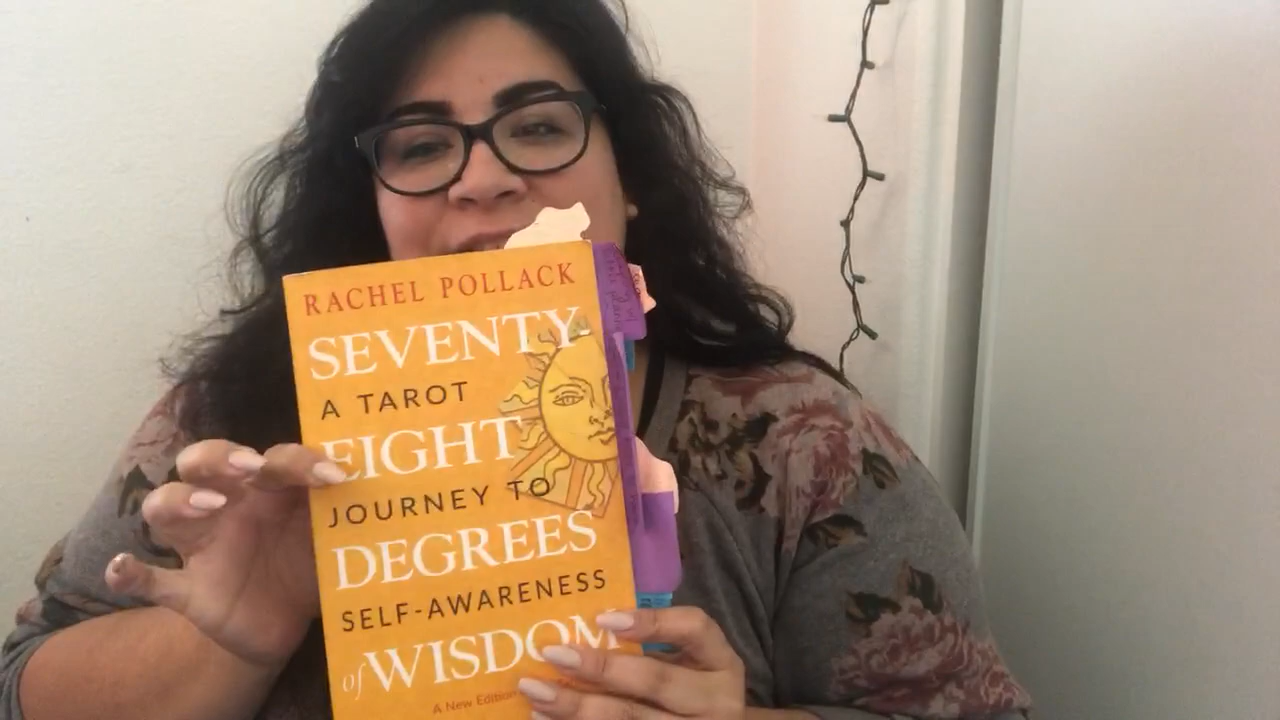 RACHEL POLLACK
SEVENTY
A TAROT
EIGHT
JOURNEY TO
DEGREES
SELF-AWARENESS
of WISDOM
A New Edition